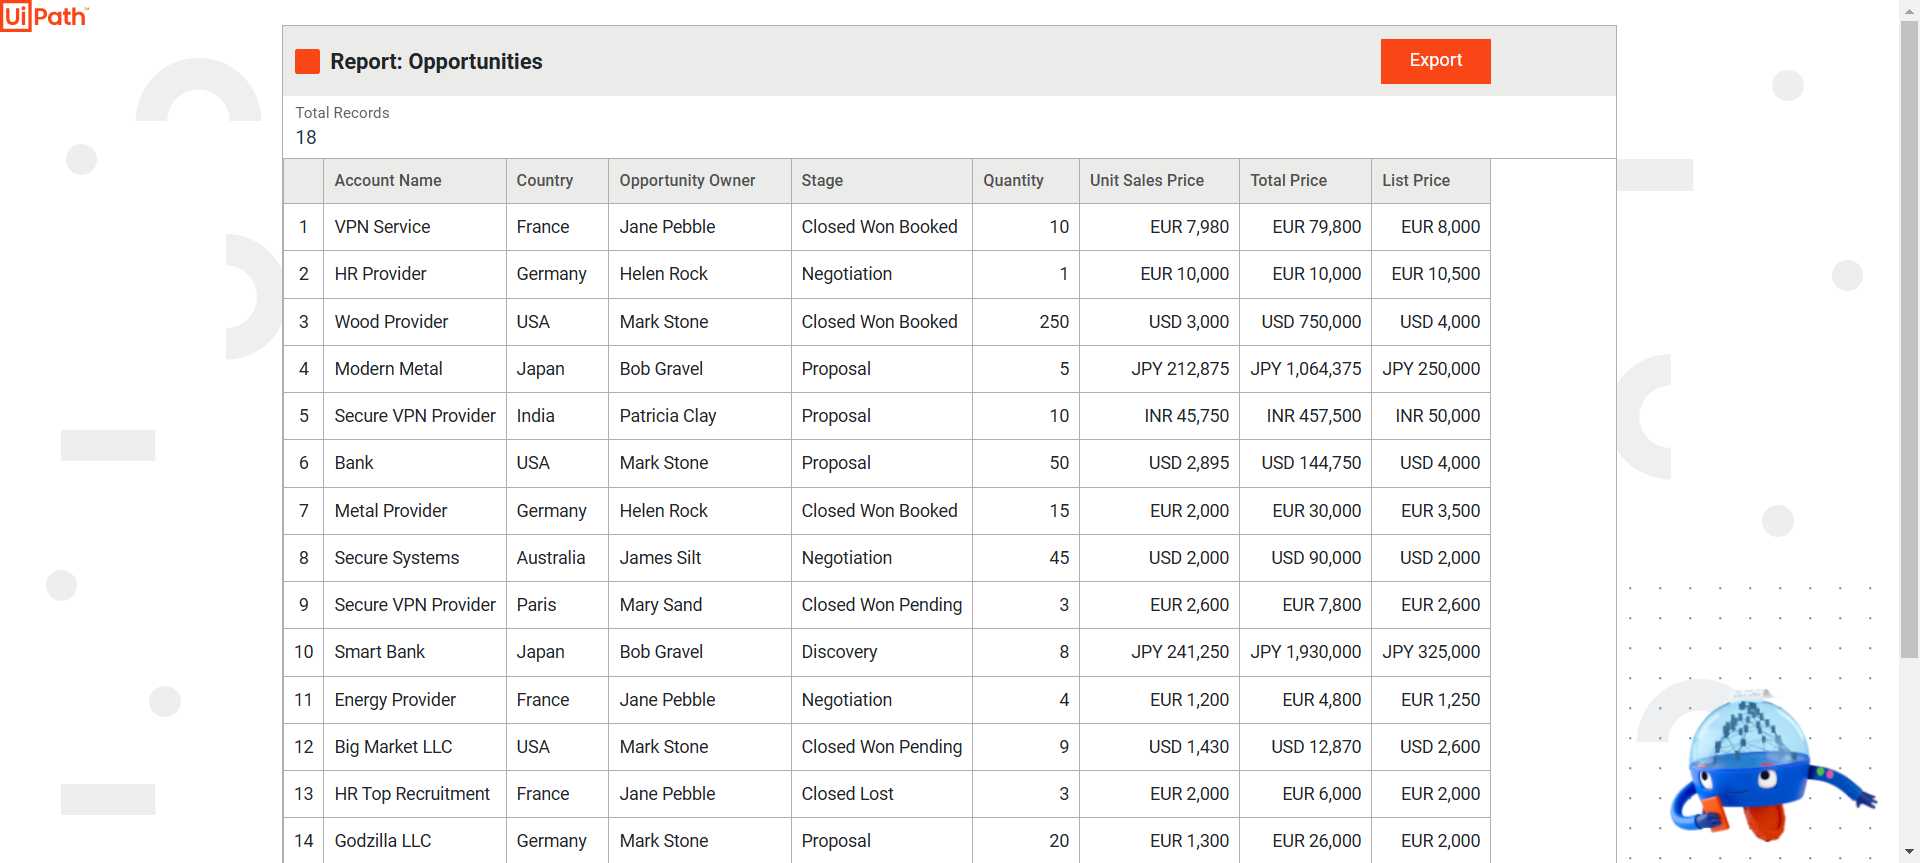 UiPath™
Report: Opportunities
Export
Total Records
18
Account Name Country Opportunity Owner Stage Quantity Unit Sales Price Total Price List Price
1 VPN Service France Jane Pebble Closed Won Booked 10 EUR 7,980 EUR 79,800 EUR 8,000
2 HR Provider Germany Helen Rock Negotiation 1 EUR 10,000 EUR 10,000 EUR 10,500
3 Wood Provider USA Mark Stone Closed Won Booked 250 USD 3,000 USD 750,000 USD 4,000
4 Modern Metal Japan Bob Gravel Proposal 5 JPY 212,875 JPY 1,064,375 JPY 250,000
5 Secure VPN Provider India Patricia Clay Proposal 10 INR 45,750 INR 457,500 INR 50,000
6 Bank USA Mark Stone Proposal 50 USD 2,895 USD 144,750 USD 4,000
7 Metal Provider Germany Helen Rock Closed Won Booked 15 EUR 2,000 EUR 30,000 EUR 3,500
8 Secure Systems Australia James Silt Negotiation 45 USD 2,000 USD 90,000 USD 2,000
9 Secure VPN Provider Paris Mary Sand Closed Won Pending 3 EUR 2,600 EUR 7,800 EUR 2,600
10 Smart Bank Japan Bob Gravel Discovery 8 JPY 241,250 JPY 1,930,000 JPY 325,000
11 Energy Provider France Jane Pebble Negotiation 4 EUR 1,200 EUR 4,800 EUR 1,250
12 Big Market LLC USA Mark Stone Closed Won Pending 9 USD 1,430 USD 12,870 USD 2,600
13 HR Top Recruitment France Jane Pebble Closed Lost 3 EUR 2,000 EUR 6,000 EUR 2,000
14 Godzilla LLC Germany Mark Stone Proposal 20 EUR 1,300 EUR 26,000 EUR 2,000